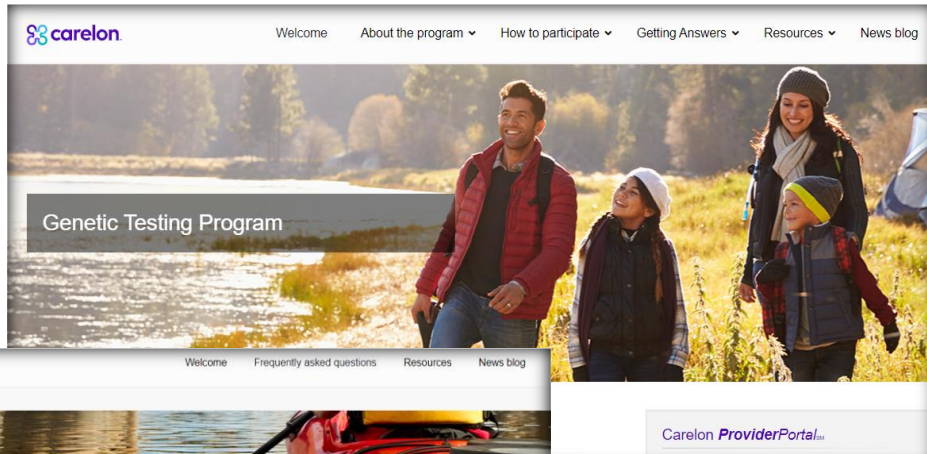 carelon
Welcome About the program How to participate Getting Answers Resources News blog
Genetic Testing Program
Welcome Frequently asked questions Resources News blog
Carelon ProviderPortal℠